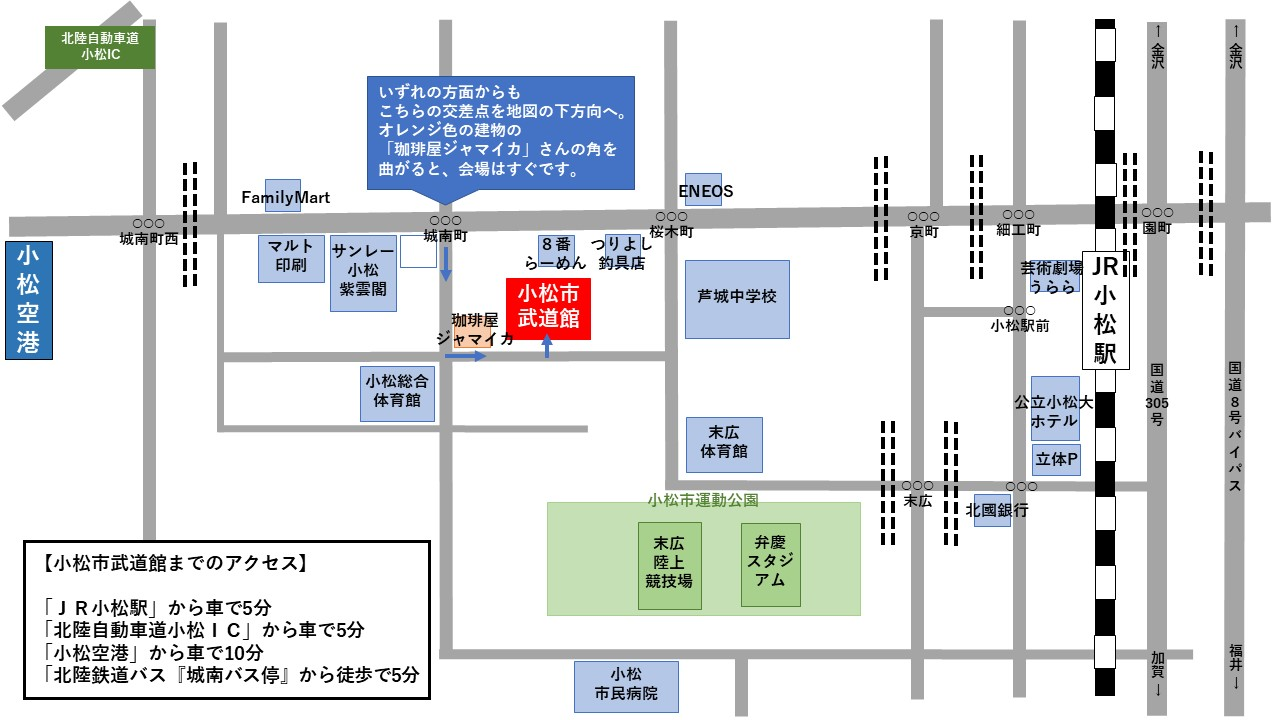 北陸自動車道
小松IC
↑金沢
↑金沢
いずれの方面からも
こちらの交差点を地図の下方向へ。
オレンジ色の建物の
「珈琲屋ジャマイカ」さんの角を
曲がると、会場はすぐです。
FamilyMart
ENEOS
○○○
城南町西
○○○
城南町
○○○
桜木町
○○○
京町
○○○
細工町
○○○
園町
小松空港
マルト
印刷
サンレー
小松
紫雲閣
８番
らーめん
つりよし
釣具店
小松市
武道館
芦城中学校
芸術劇場
うらら
JR小松駅
○○○
小松駅前
珈琲屋
ジャマイカ
小松総合
体育館
国道305号
国道８号バイパス
公立小松大
ホテル
立体P
末広
体育館
○○○
末広
○○○
北國銀行
小松市運動公園
末広
陸上
競技場
弁慶
スタジ
アム
小松
市民病院
加賀↓
福井↓
【小松市武道館までのアクセス】
「ＪＲ小松駅」から車で5分
「北陸自動車道小松ＩＣ」から車で5分
「小松空港」から車で10分
「北陸鉄道バス『城南バス停』から徒歩で5分